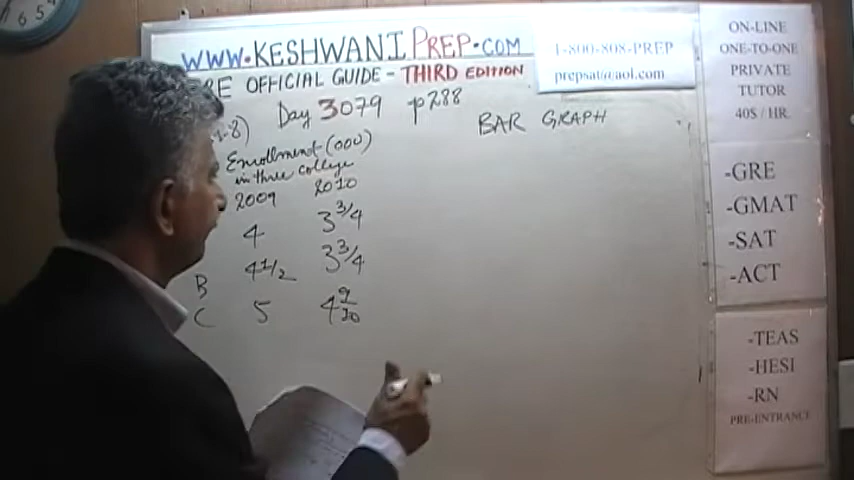 WWW.KESHWANIPREP.COM
RE OFFICIAL GUIDE - THIRD EDITION
1-800-808-PREP
prepsat@aol.com
Day 3079 p288
BAR GRAPH
Enrollment (000)
in three college
2009 2010
4 3 3/4
B 4 1/2 3 3/4
C 5 4 9/10
ON-LINE
ONE-TO-ONE
PRIVATE
TUTOR
40$ / HR.
-GRE
-GMAT
-SAT
-ACT
-TEAS
-HESI
-RN
PRE-ENTRANCE
6 5